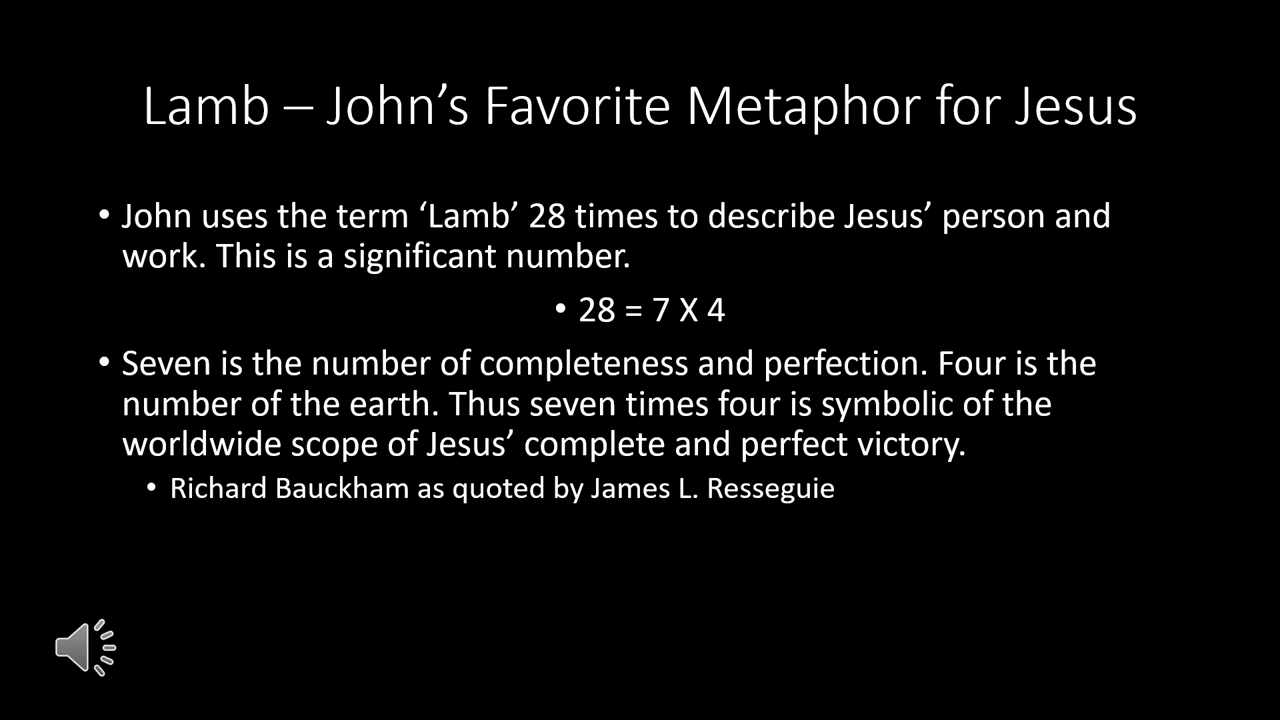 Lamb – John’s Favorite Metaphor for Jesus
• John uses the term ‘Lamb’ 28 times to describe Jesus’ person and
work. This is a significant number.
• 28 = 7 X 4
• Seven is the number of completeness and perfection. Four is the
number of the earth. Thus seven times four is symbolic of the
worldwide scope of Jesus’ complete and perfect victory.
• Richard Bauckham as quoted by James L. Resseguie